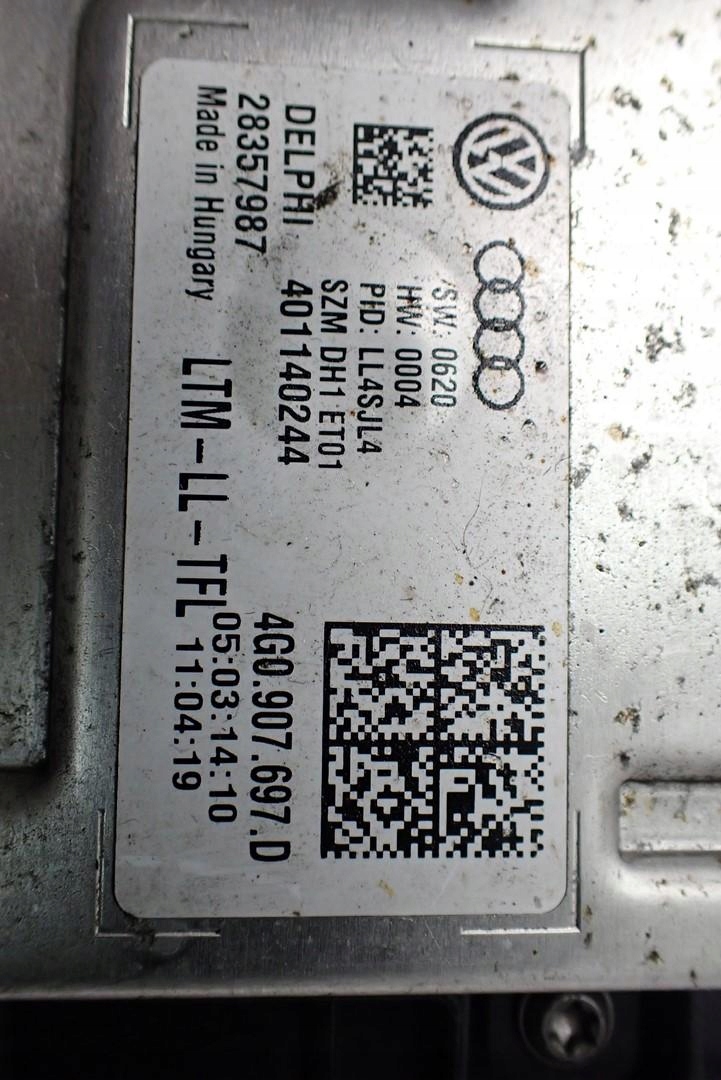 SW: 0620
HW: 0004
PID: LL4SJL4
SZM DH1 ET01
401140244
DELPHI
28357987
Made in Hungary
4G0.907.697.D
05:03:14:10
LTM-LL-TFL 11:04:19